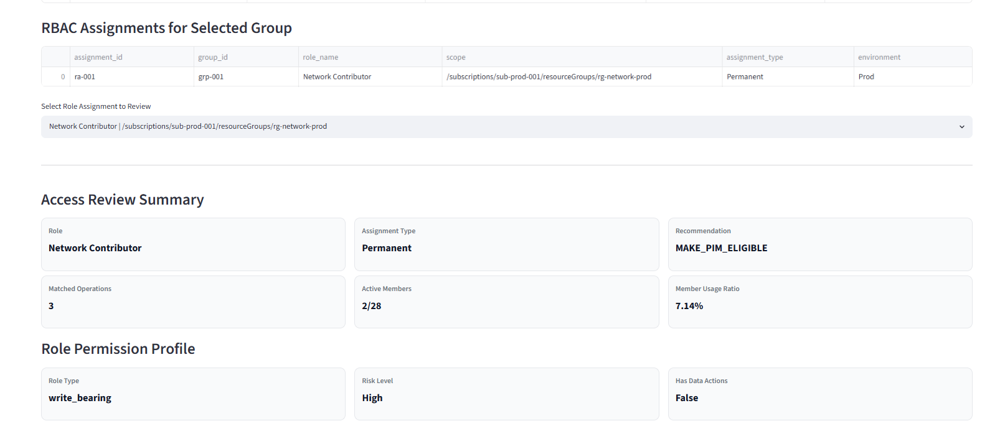 RBAC Assignments for Selected Group
assignment_id group_id role_name scope assignment_type environment
0 ra-001 grp-001 Network Contributor /subscriptions/sub-prod-001/resourceGroups/rg-network-prod Permanent Prod
Select Role Assignment to Review
Network Contributor | /subscriptions/sub-prod-001/resourceGroups/rg-network-prod
Access Review Summary
Role Assignment Type Recommendation
Network Contributor Permanent MAKE_PIM_ELIGIBLE
Matched Operations Active Members Member Usage Ratio
3 2/28 7.14%
Role Permission Profile
Role Type Risk Level Has Data Actions
write_bearing High False